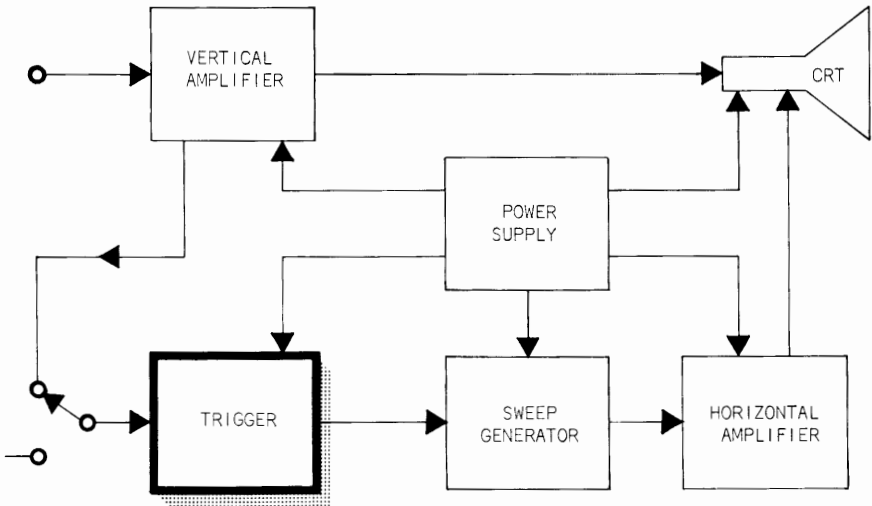 VERTICAL
AMPLIFIER
CRT
POWER
SUPPLY
TRIGGER
SWEEP
GENERATOR
HORIZONTAL
AMPLIFIER